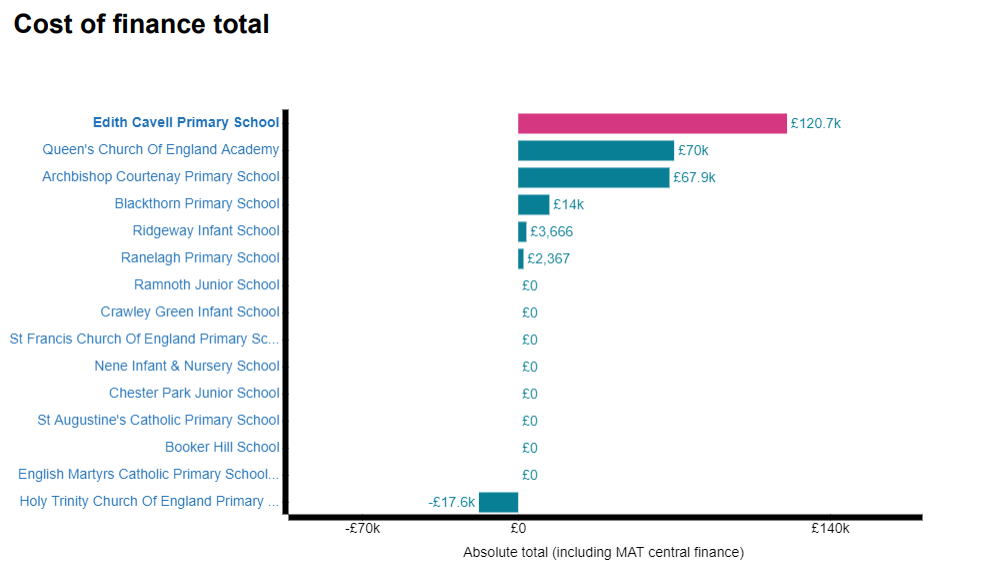 Cost of finance total
Edith Cavell Primary School £120.7k
Queen's Church Of England Academy £70k
Archbishop Courtenay Primary School £67.9k
Blackthorn Primary School £14k
Ridgeway Infant School £3,666
Ranelagh Primary School £2,367
Ramnoth Junior School £0
Crawley Green Infant School £0
St Francis Church Of England Primary Sc... £0
Nene Infant & Nursery School £0
Chester Park Junior School £0
St Augustine's Catholic Primary School £0
Booker Hill School £0
English Martyrs Catholic Primary School... £0
Holy Trinity Church Of England Primary ... -£17.6k
-£70k £0 £140k
Absolute total (including MAT central finance)